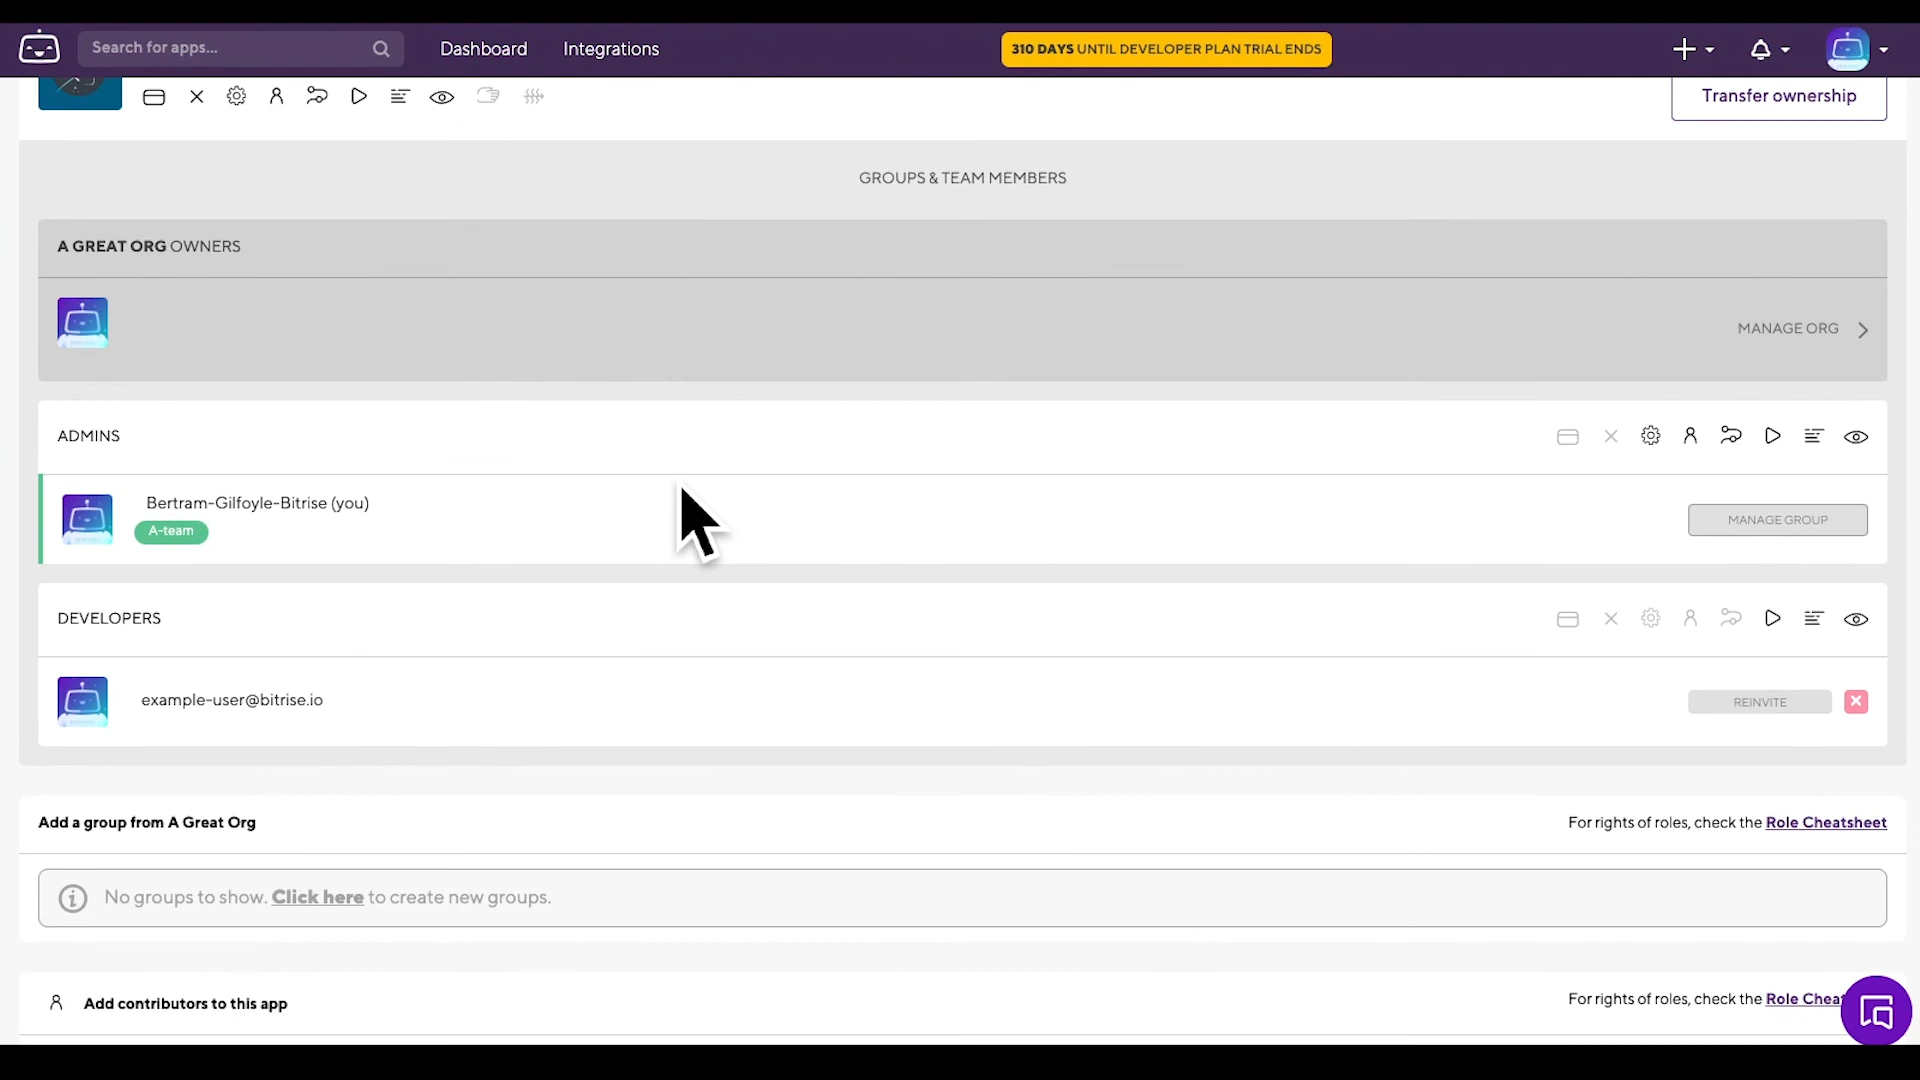 Search for apps...
Dashboard
Integrations
310 DAYS UNTIL DEVELOPER PLAN TRIAL ENDS
Transfer ownership
GROUPS & TEAM MEMBERS
A GREAT ORG OWNERS
MANAGE ORG
ADMINS
Bertram-Gilfoyle-Bitrise (you)
A-team
MANAGE GROUP
DEVELOPERS
example-user@bitrise.io
REINVITE
Add a group from A Great Org
For rights of roles, check the Role Cheatsheet
No groups to show. Click here to create new groups.
Add contributors to this app
For rights of roles, check the Role Chea